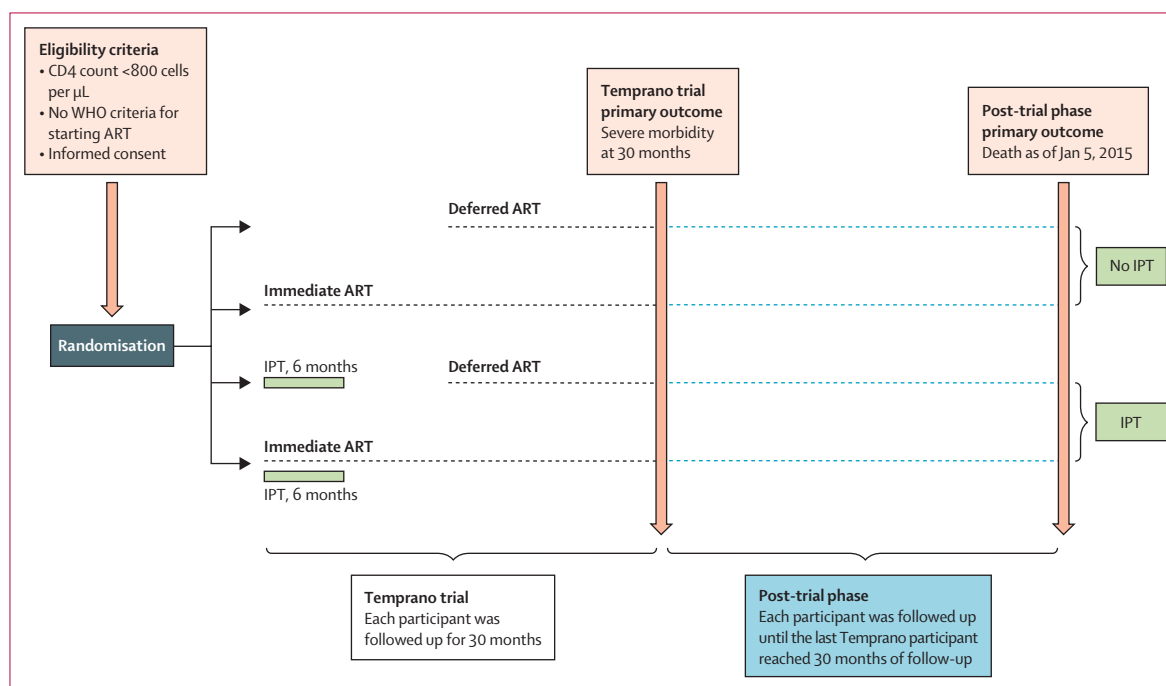 Eligibility criteria
• CD4 count <800 cells
per µL
• No WHO criteria for
starting ART
• Informed consent
Temprano trial
primary outcome
Severe morbidity
at 30 months
Post-trial phase
primary outcome
Death as of Jan 5, 2015
Deferred ART
No IPT
Immediate ART
Randomisation
IPT, 6 months
Deferred ART
IPT
Immediate ART
IPT, 6 months
Temprano trial
Each participant was
followed up for 30 months
Post-trial phase
Each participant was followed up
until the last Temprano participant
reached 30 months of follow-up